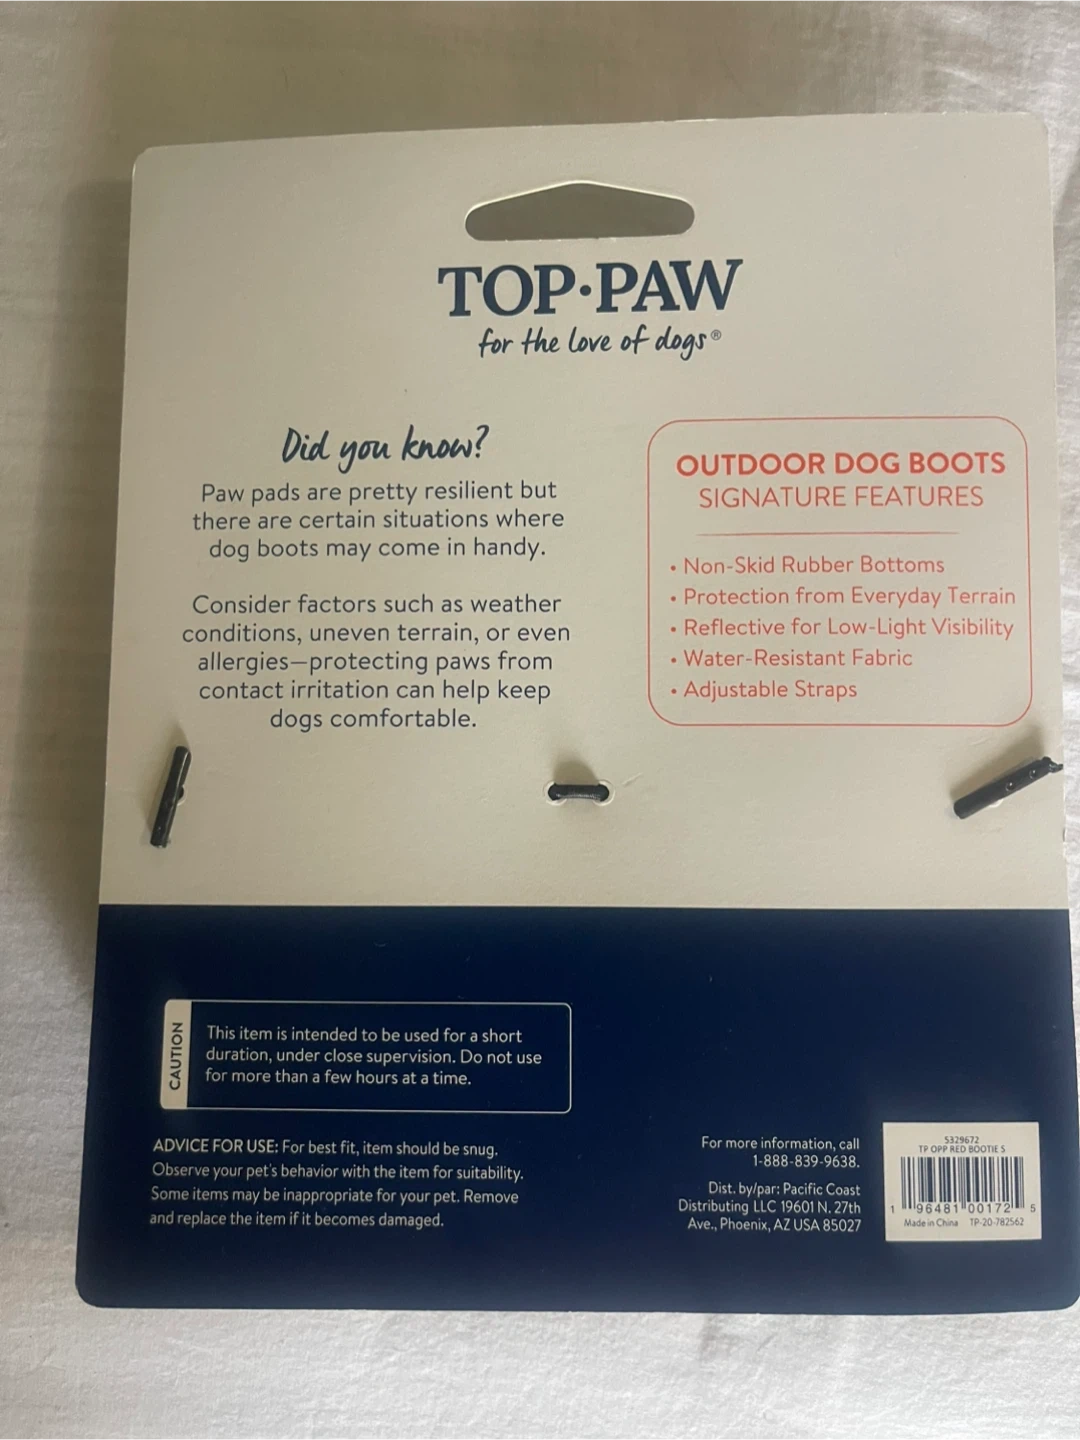 TOP·PAW
for the love of dogs®
Did you know?
Paw pads are pretty resilient but
there are certain situations where
dog boots may come in handy.
Consider factors such as weather
conditions, uneven terrain, or even
allergies—protecting paws from
contact irritation can help keep
dogs comfortable.
OUTDOOR DOG BOOTS
SIGNATURE FEATURES
• Non-Skid Rubber Bottoms
• Protection from Everyday Terrain
• Reflective for Low-Light Visibility
• Water-Resistant Fabric
• Adjustable Straps
CAUTION
This item is intended to be used for a short
duration, under close supervision. Do not use
for more than a few hours at a time.
ADVICE FOR USE: For best fit, item should be snug.
Observe your pet's behavior with the item for suitability.
Some items may be inappropriate for your pet. Remove
and replace the item if it becomes damaged.
For more information, call
1-888-839-9638.
Dist. by/par: Pacific Coast
Distributing LLC 19601 N. 27th
Ave., Phoenix, AZ USA 85027
5329672
TP OPP RED BOOTIE S
1 96481 00172 5
Made in China TP-20-782562